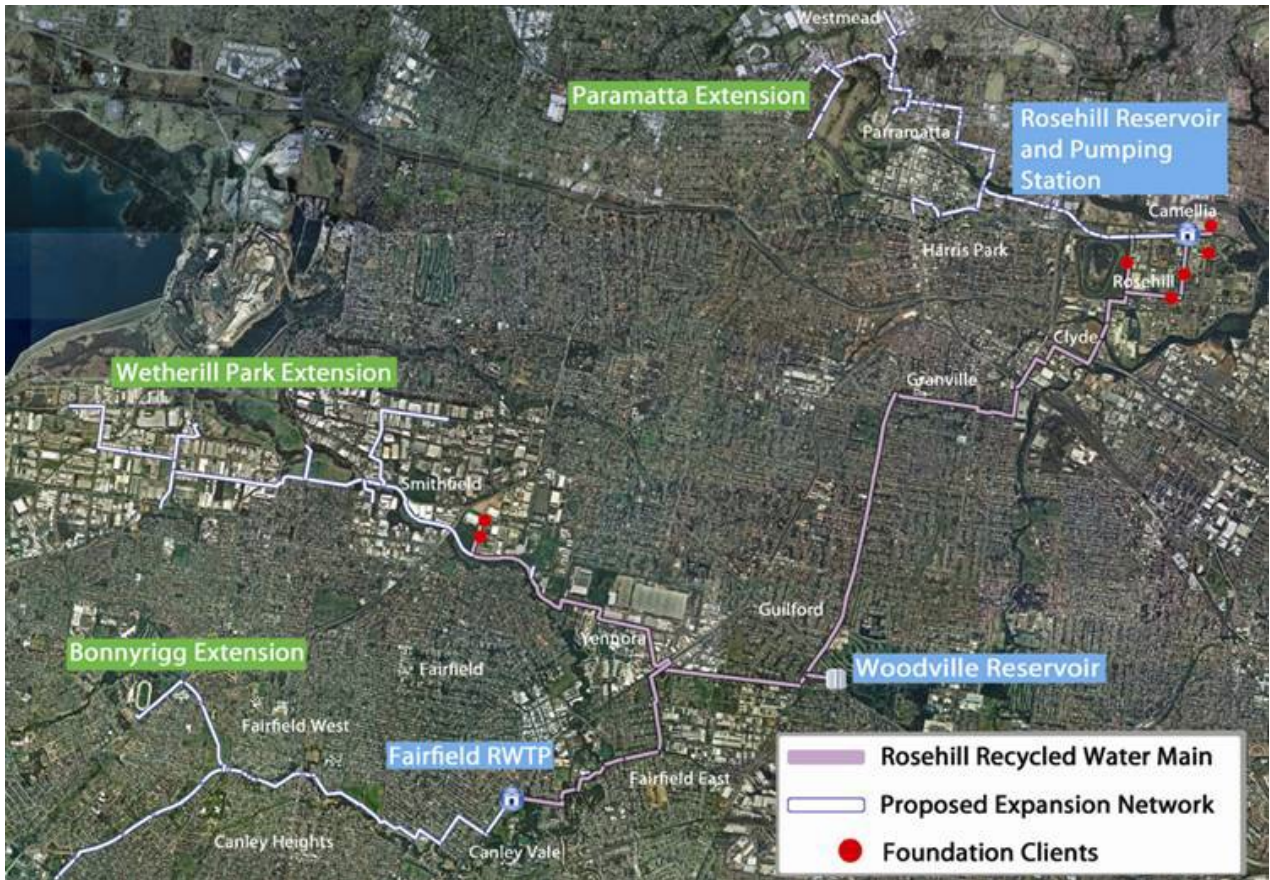 Westmead
Paramatta Extension
Parramatta
Rosehill Reservoir
and Pumping
Station
Camellia
Harris Park
Rosehill
Clyde
Granville
Wetherill Park Extension
Smithfield
Guilford
Yennora
Bonnyrigg Extension
Fairfield
Woodville Reservoir
Fairfield West
Fairfield RWTP
Fairfield East
Canley Heights
Canley Vale
Rosehill Recycled Water Main
Proposed Expansion Network
Foundation Clients